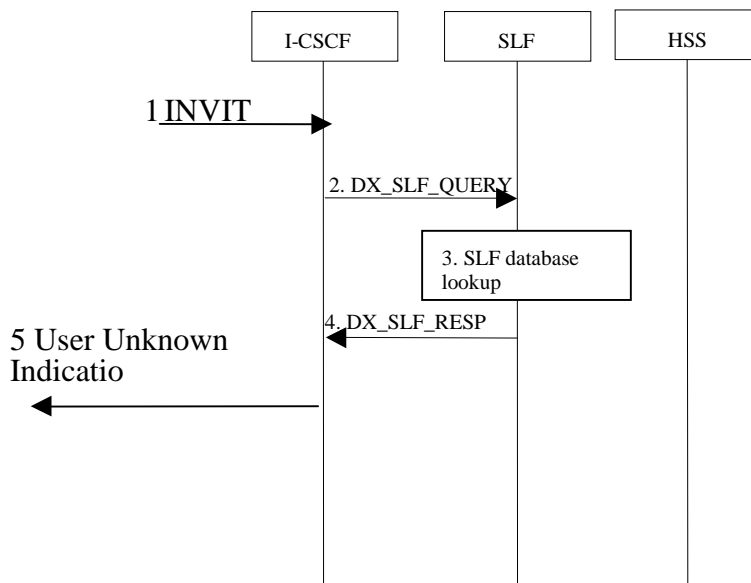 I-CSCF
SLF
HSS
1 INVIT
2. DX_SLF_QUERY
3. SLF database
lookup
4. DX_SLF_RESP
5 User Unknown
Indicatio